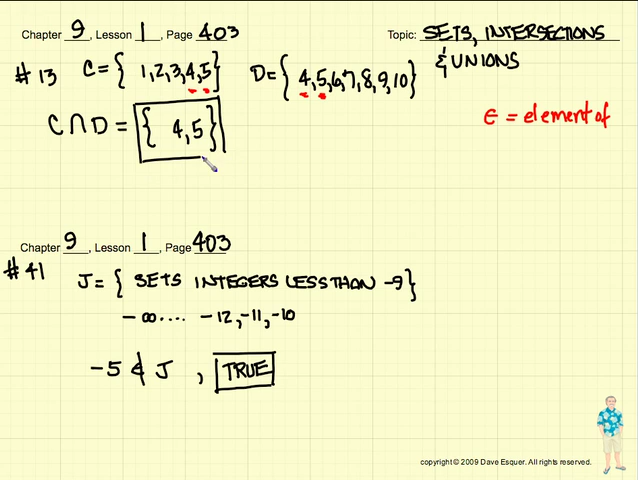 Chapter 9, Lesson 1, Page 403 Topic: SETS, INTERSECTIONS
& UNIONS
#13 C = { 1,2,3,4,5} D = { 4,5,6,7,8,9,10}
C ∩ D = { 4,5} ∈ = element of
Chapter 9, Lesson 1, Page 403
#41 J = { SETS INTEGERS LESS THAN -9}
-∞.... -12,-11,-10
-5 ∉ J , TRUE
copyright © 2009 Dave Esquer. All rights reserved.